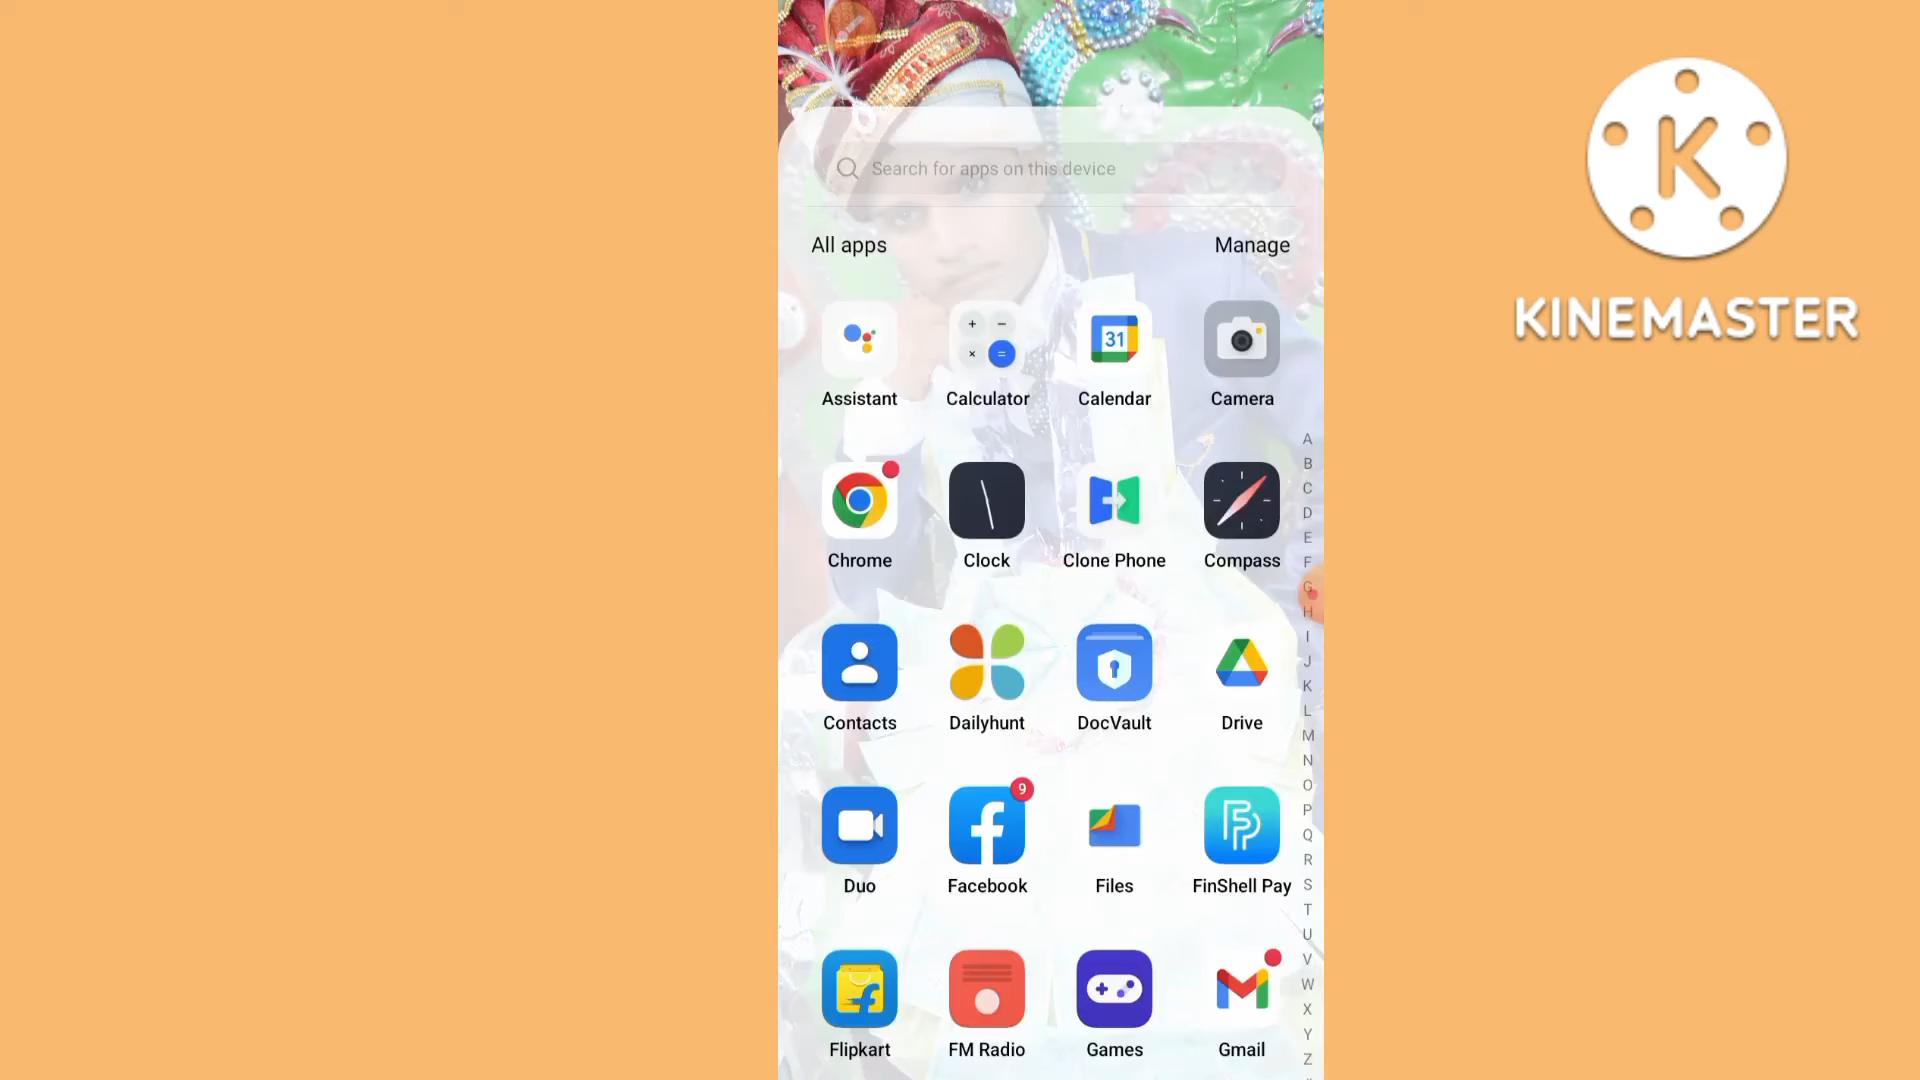 Search for apps on this device
All apps
Manage
+ −
× =
31
Assistant
Calculator
Calendar
Camera
Chrome
Clock
Clone Phone
Compass
Contacts
Dailyhunt
DocVault
Drive
9
Duo
Facebook
Files
FinShell Pay
Flipkart
FM Radio
Games
Gmail
A
B
C
D
E
F
G
H
I
J
K
L
M
N
O
P
Q
R
S
T
U
V
W
X
Y
Z
K
KINEMASTER